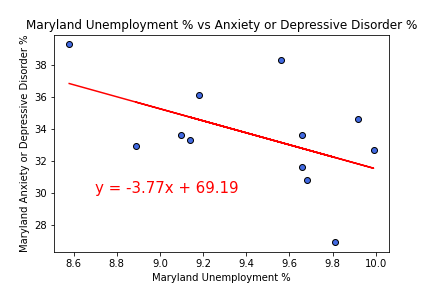 Maryland Unemployment % vs Anxiety or Depressive Disorder %
Maryland Anxiety or Depressive Disorder %
38
36
34
32
30
28
y = -3.77x + 69.19
8.6 8.8 9.0 9.2 9.4 9.6 9.8 10.0
Maryland Unemployment %